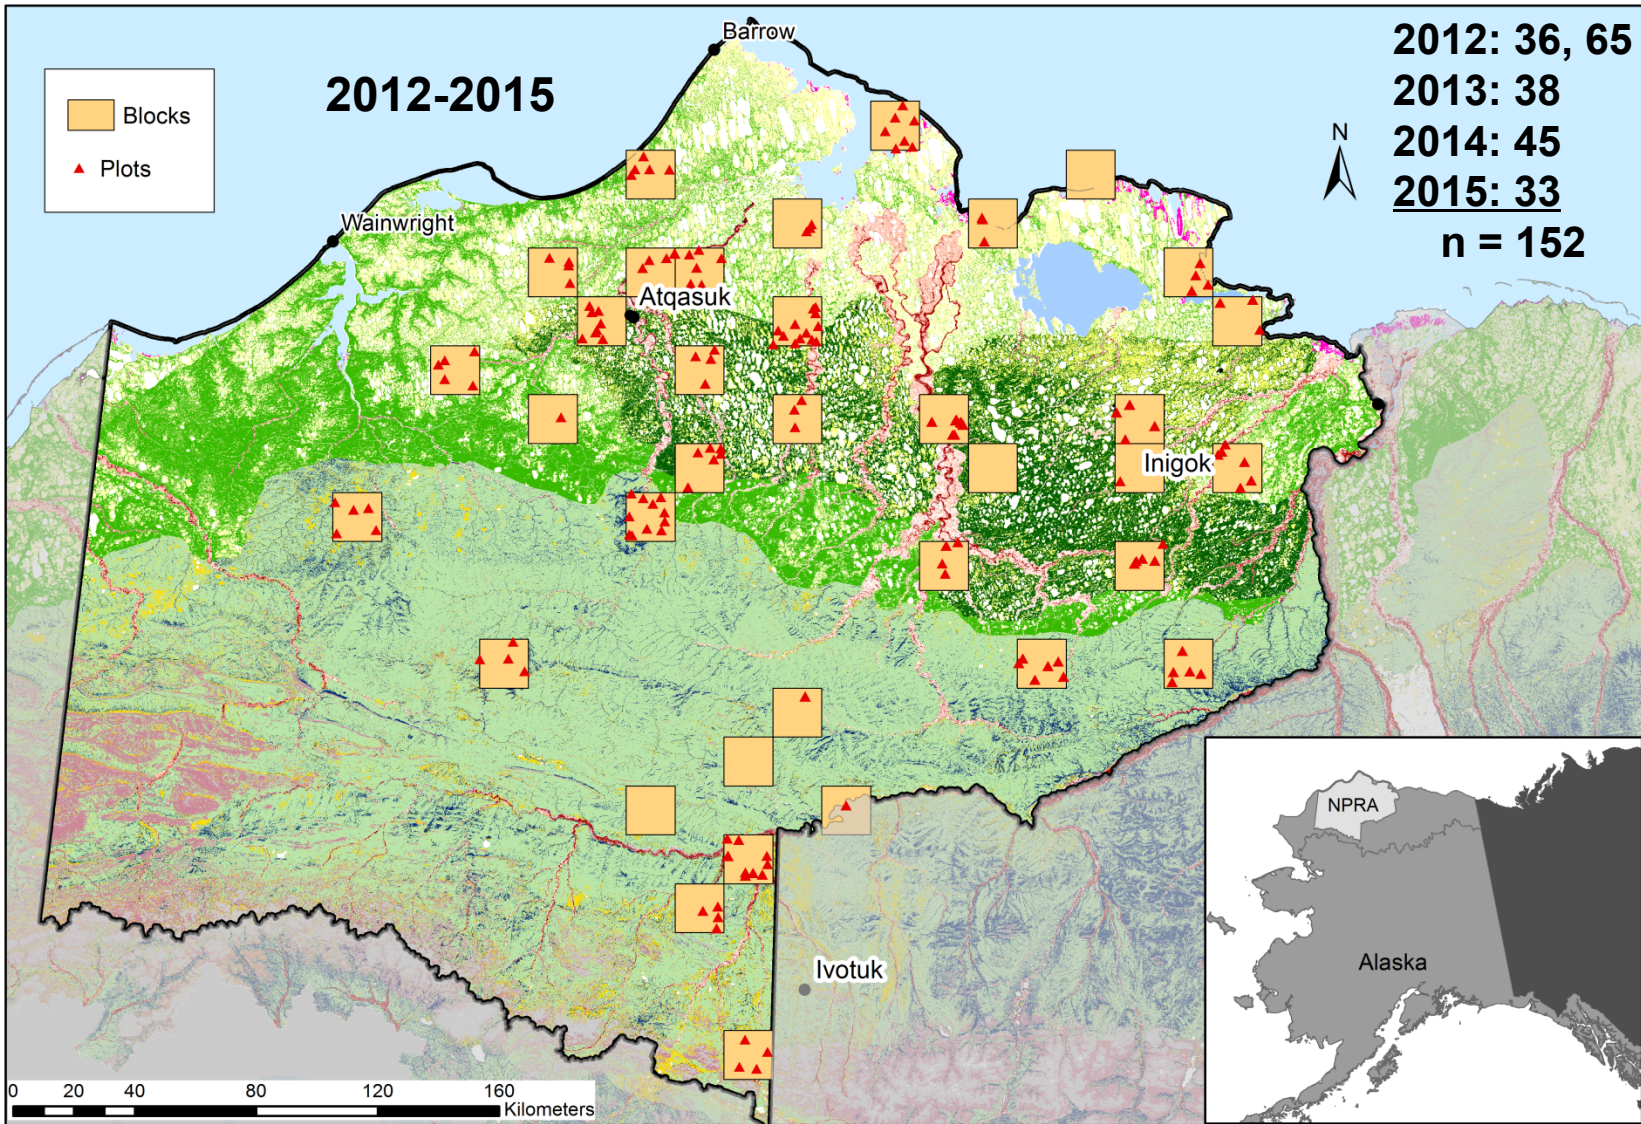 Barrow
2012-2015
2012: 36, 65
2013: 38
2014: 45
2015: 33
n = 152
Blocks
Plots
N
Wainwright
Atqasuk
Inigok
Ivotuk
NPRA
Alaska
0 20 40 80 120 160
Kilometers